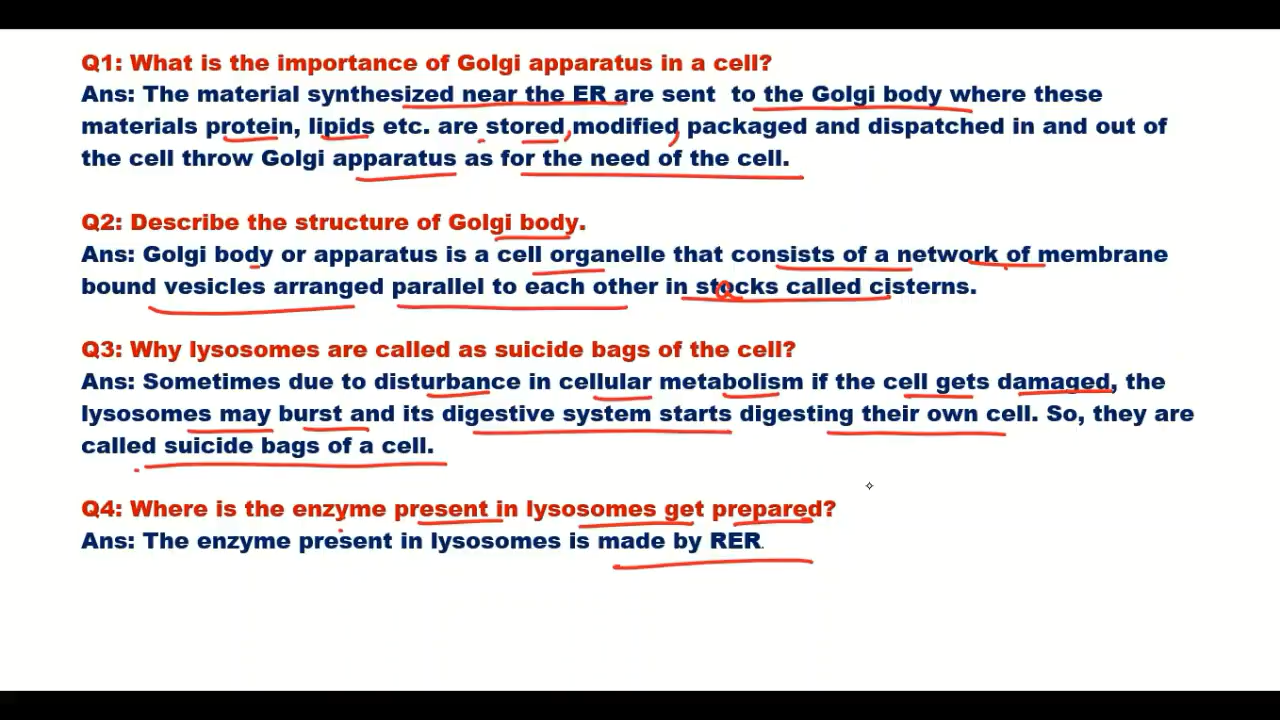 Q1: What is the importance of Golgi apparatus in a cell?
Ans: The material synthesized near the ER are sent to the Golgi body where these
materials protein, lipids etc. are stored, modified, packaged and dispatched in and out of
the cell throw Golgi apparatus as for the need of the cell.
Q2: Describe the structure of Golgi body.
Ans: Golgi body or apparatus is a cell organelle that consists of a network of membrane
bound vesicles arranged parallel to each other in stocks called cisterns.
Q3: Why lysosomes are called as suicide bags of the cell?
Ans: Sometimes due to disturbance in cellular metabolism if the cell gets damaged, the
lysosomes may burst and its digestive system starts digesting their own cell. So, they are
called suicide bags of a cell.
Q4: Where is the enzyme present in lysosomes get prepared?
Ans: The enzyme present in lysosomes is made by RER.